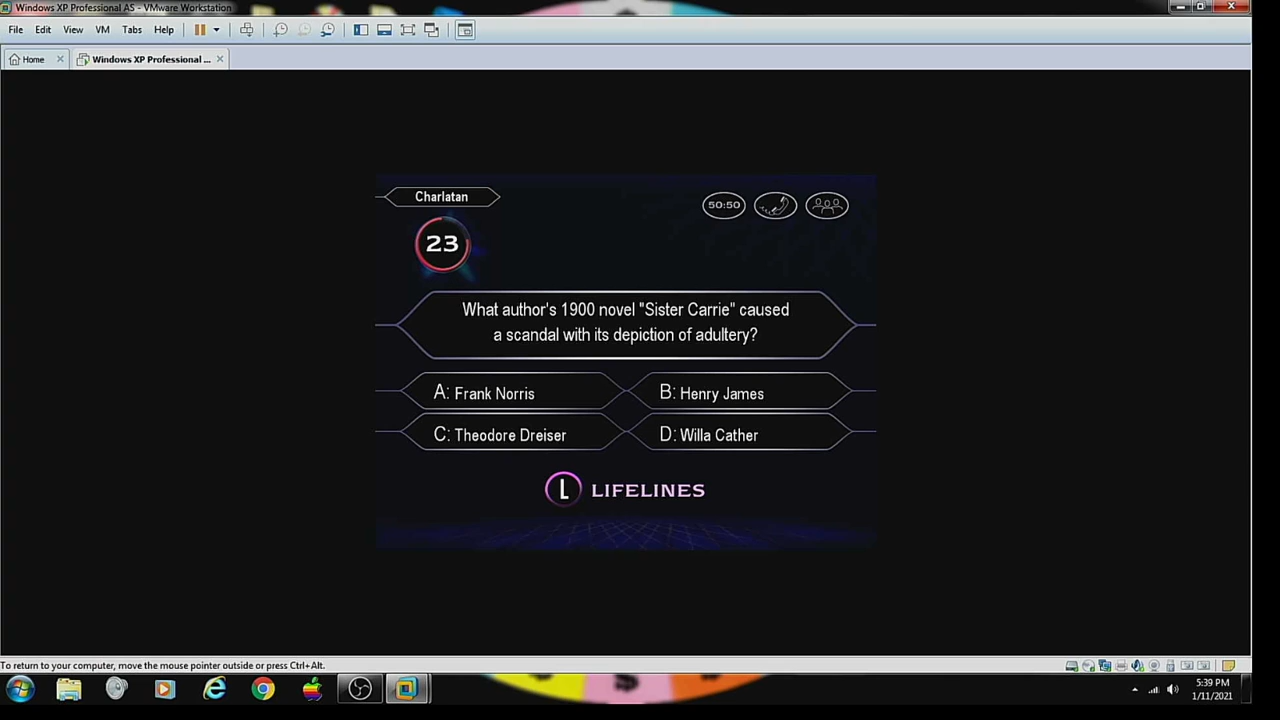 Windows XP Professional AS - VMware Workstation
File Edit View VM Tabs Help
Home Windows XP Professional ...
Charlatan
50:50
23
What author's 1900 novel "Sister Carrie" caused
a scandal with its depiction of adultery?
A: Frank Norris B: Henry James
C: Theodore Dreiser D: Willa Cather
L LIFELINES
To return to your computer, move the mouse pointer outside or press Ctrl+Alt.
5:39 PM
1/11/2021